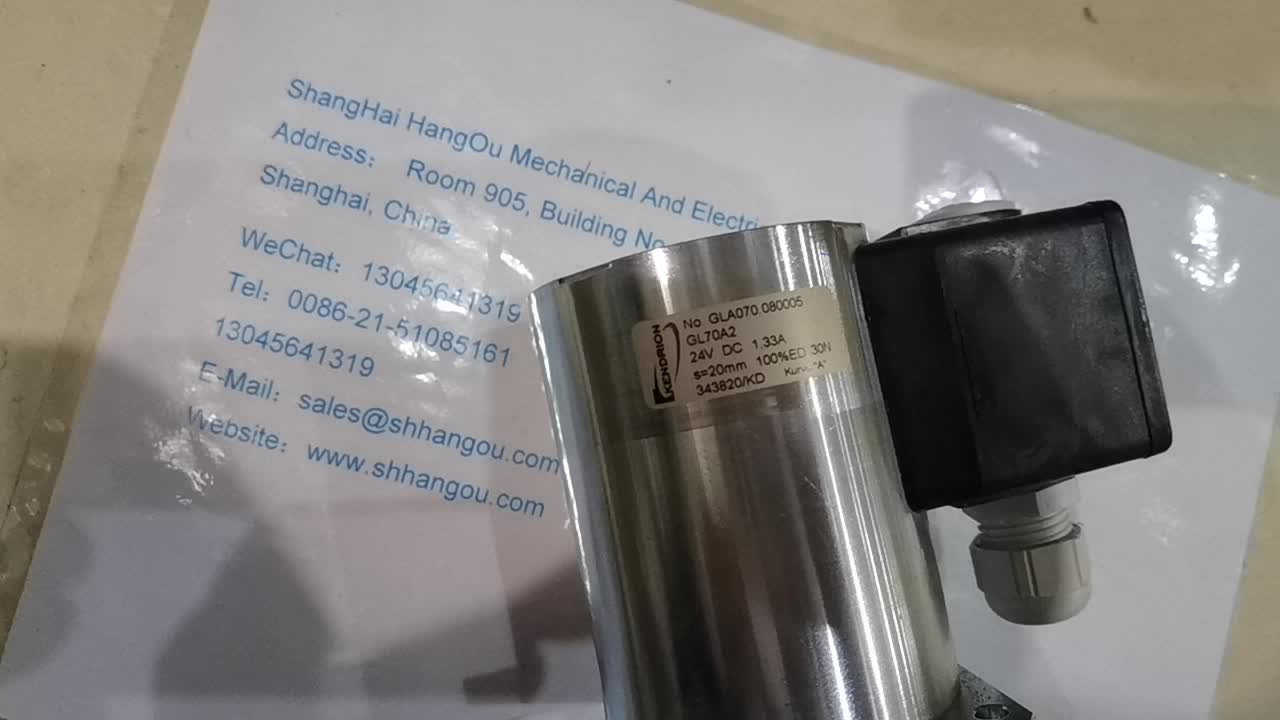 ShangHai HangOu Mechanical And Electri
Address： Room 905, Building No
Shanghai, China
WeChat：13045641319
Tel：0086-21-51085161
13045641319
E-Mail：sales@shhangou.com
Website：www.shhangou.com
KENDRION
No GLA070.080005
GL70A2
24V DC 1.33A
s=20mm 100%ED 30N
343820/KD "A"